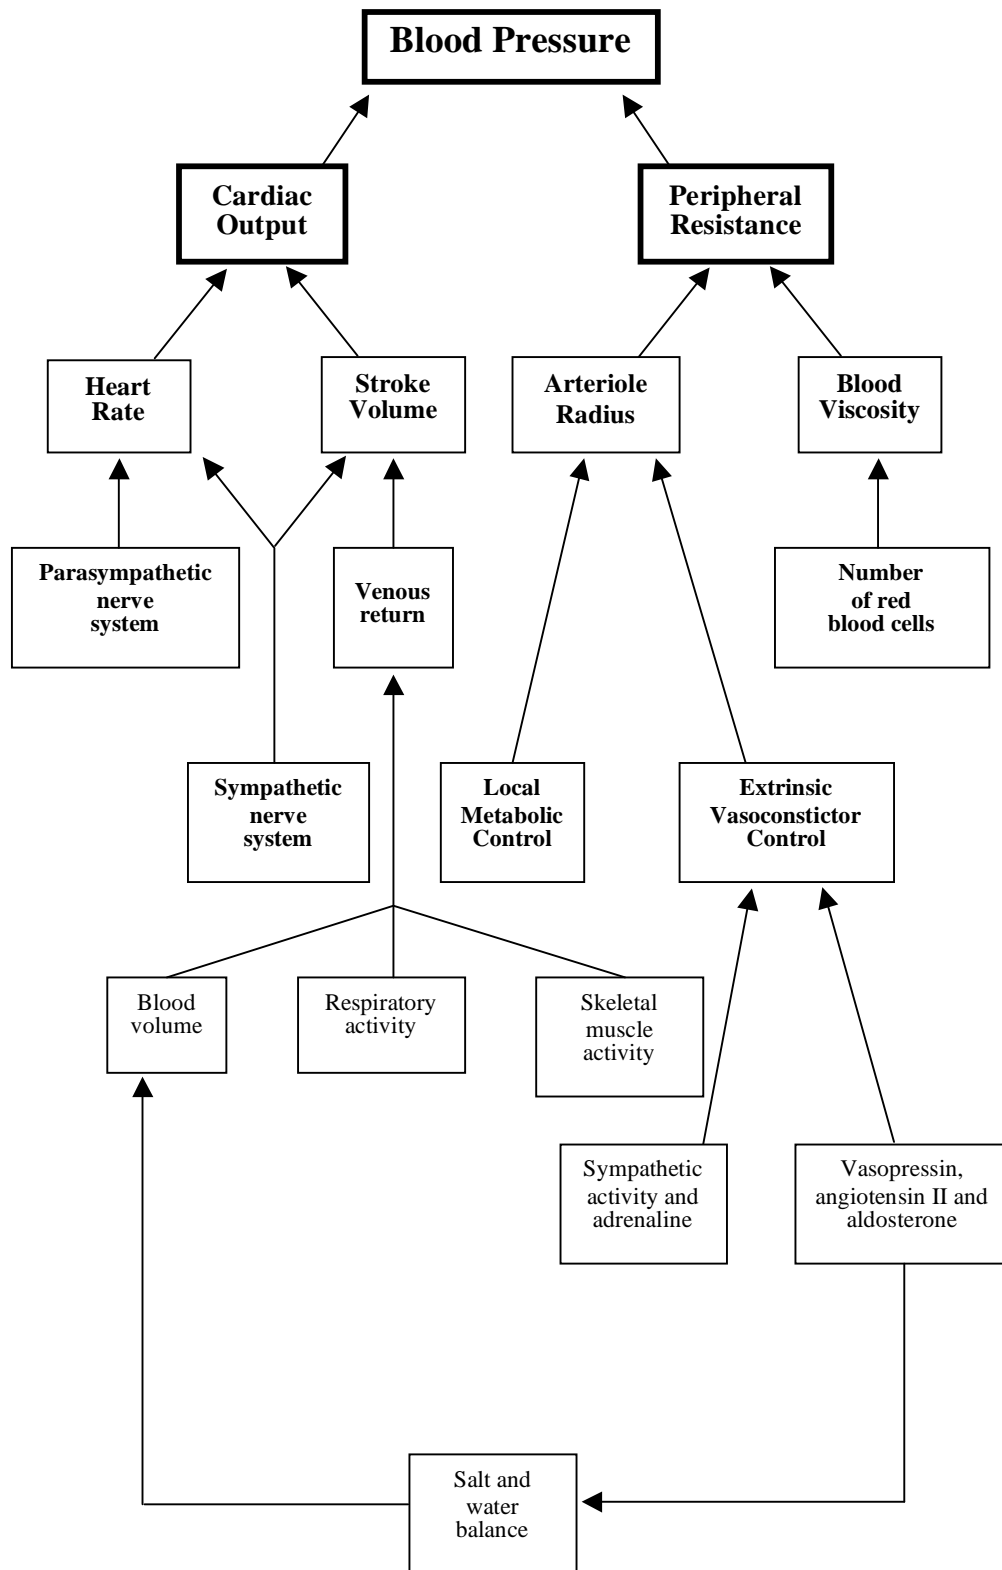 Blood Pressure
Cardiac
Output
Peripheral
Resistance
Heart
Rate
Stroke
Volume
Arteriole
Radius
Blood
Viscosity
Parasympathetic
nerve
system
Venous
return
Number
of red
blood cells
Sympathetic
nerve
system
Local
Metabolic
Control
Extrinsic
Vasoconstictor
Control
Blood
volume
Respiratory
activity
Skeletal
muscle
activity
Sympathetic
activity and
adrenaline
Vasopressin,
angiotensin II and
aldosterone
Salt and
water
balance